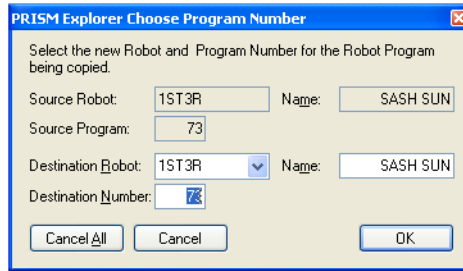 PRISM Explorer Choose Program Number
Select the new Robot and Program Number for the Robot Program
being copied.
Source Robot: 1ST3R Name: SASH SUN
Source Program: 73
Destination Robot: 1ST3R Name: SASH SUN
Destination Number: 73
Cancel All Cancel OK